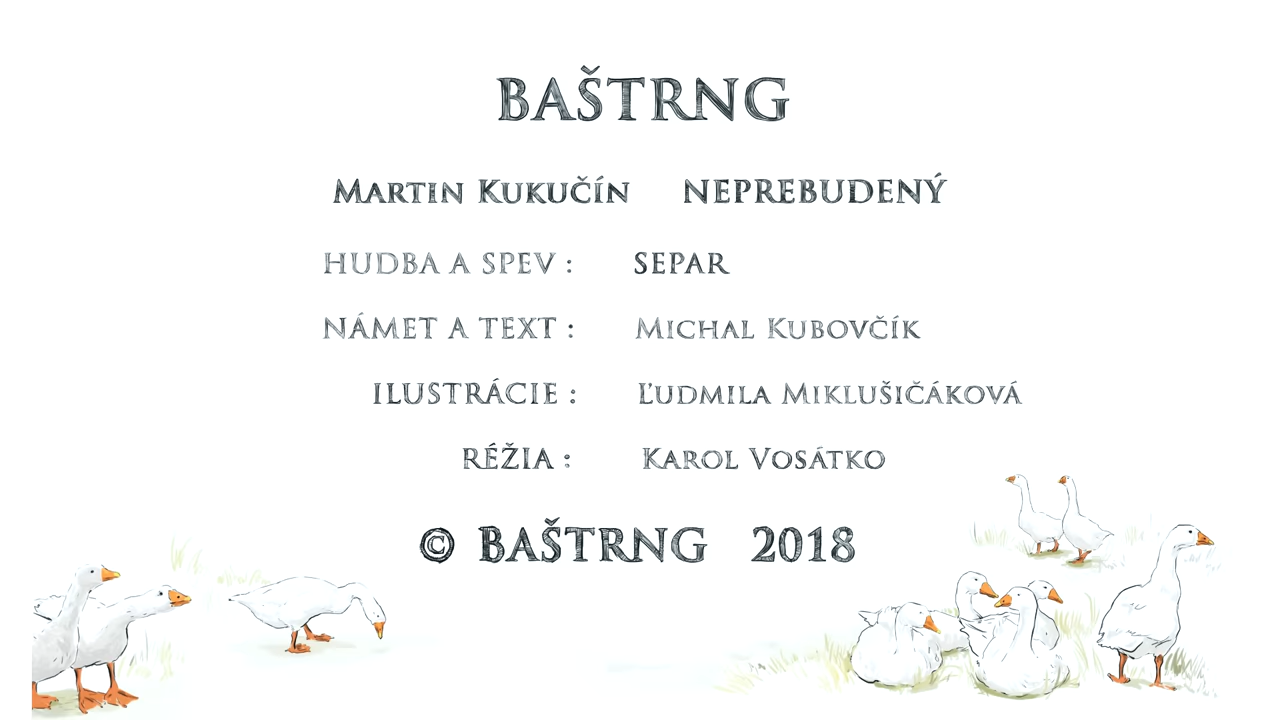 BAŠTRNG
Martin Kukučín NEPREBUDENÝ
HUDBA A SPEV : SEPAR
NÁMET A TEXT : Michal Kubovčík
ILUSTRÁCIE : Ľudmila Miklušičáková
RÉŽIA : Karol Vosátko
© BAŠTRNG 2018